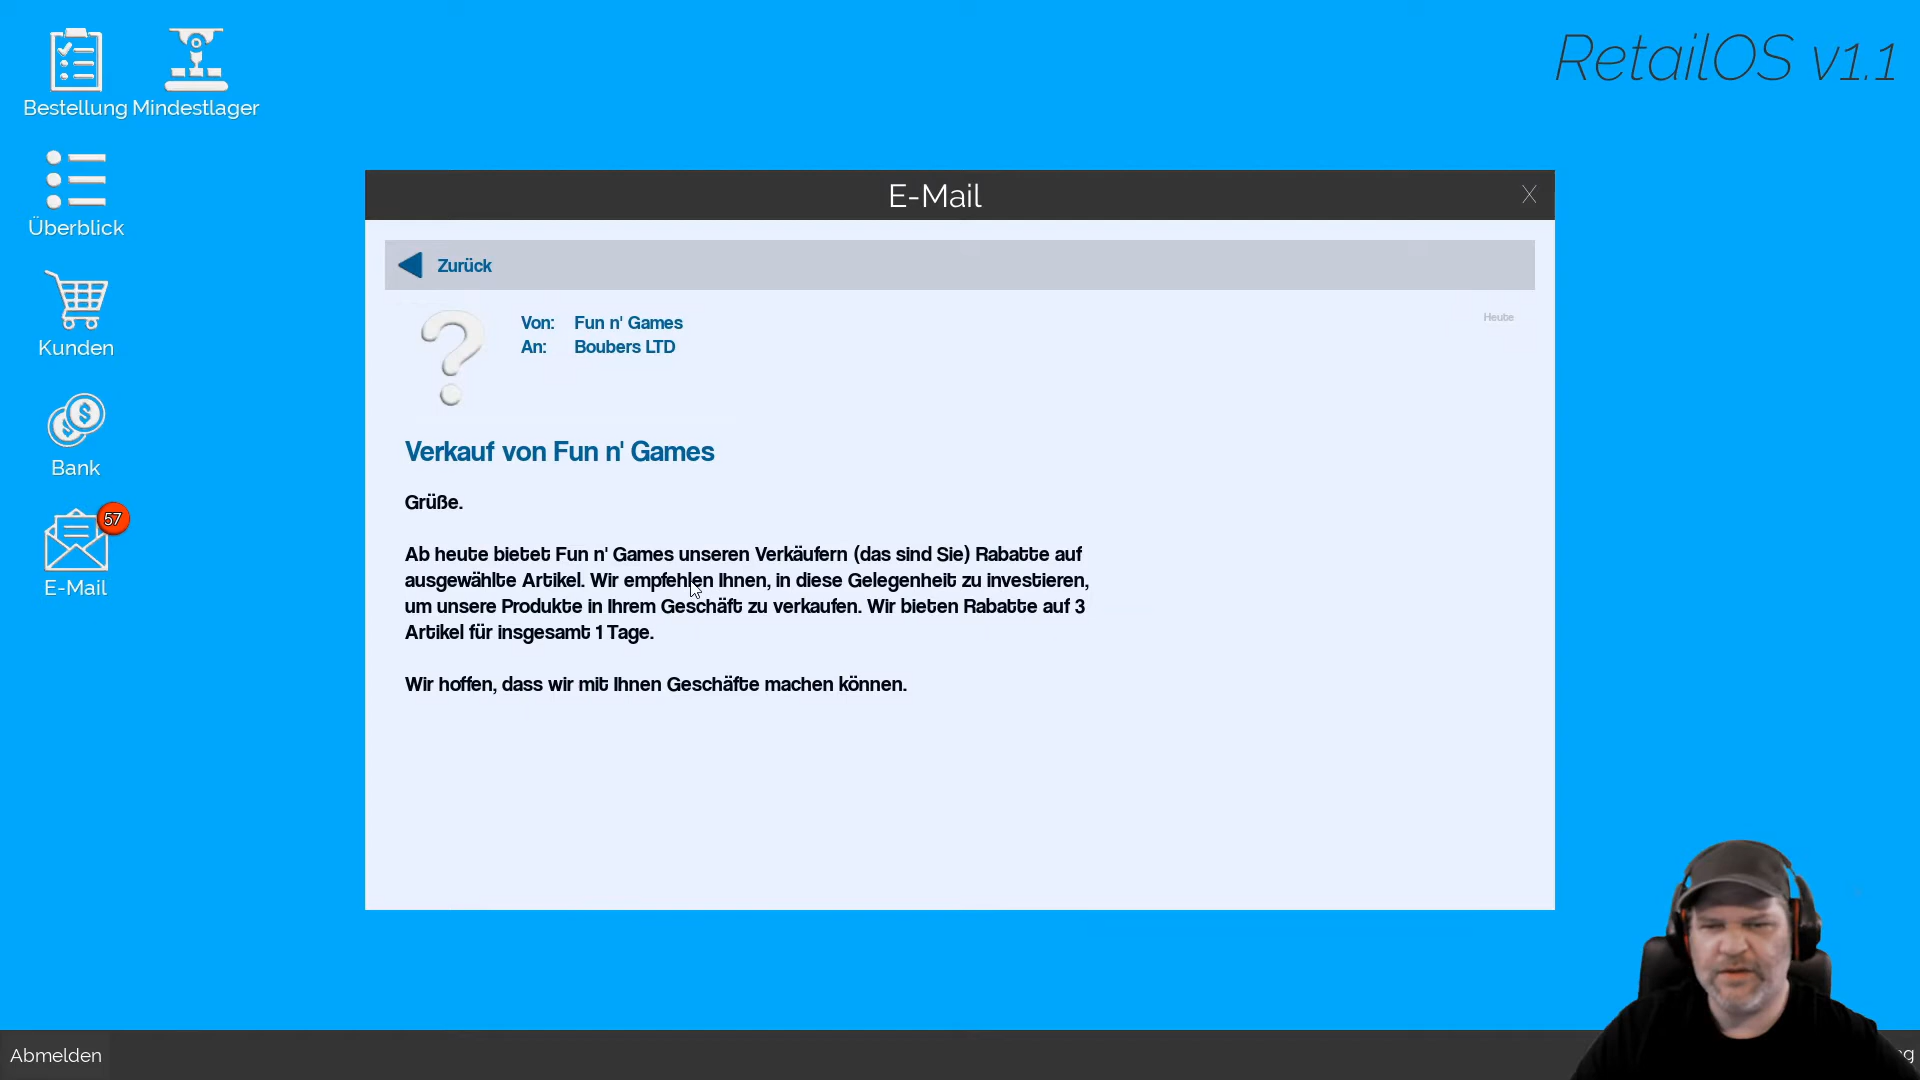 Bestellung
Mindestlager
RetailOS v1.1
Überblick
Kunden
Bank
57
E-Mail
E-Mail
X
Zurück
Von: Fun n' Games
Heute
An: Boubers LTD
Verkauf von Fun n' Games
Grüße.
Ab heute bietet Fun n' Games unseren Verkäufern (das sind Sie) Rabatte auf
ausgewählte Artikel. Wir empfehlen Ihnen, in diese Gelegenheit zu investieren,
um unsere Produkte in Ihrem Geschäft zu verkaufen. Wir bieten Rabatte auf 3
Artikel für insgesamt 1 Tage.
Wir hoffen, dass wir mit Ihnen Geschäfte machen können.
Abmelden